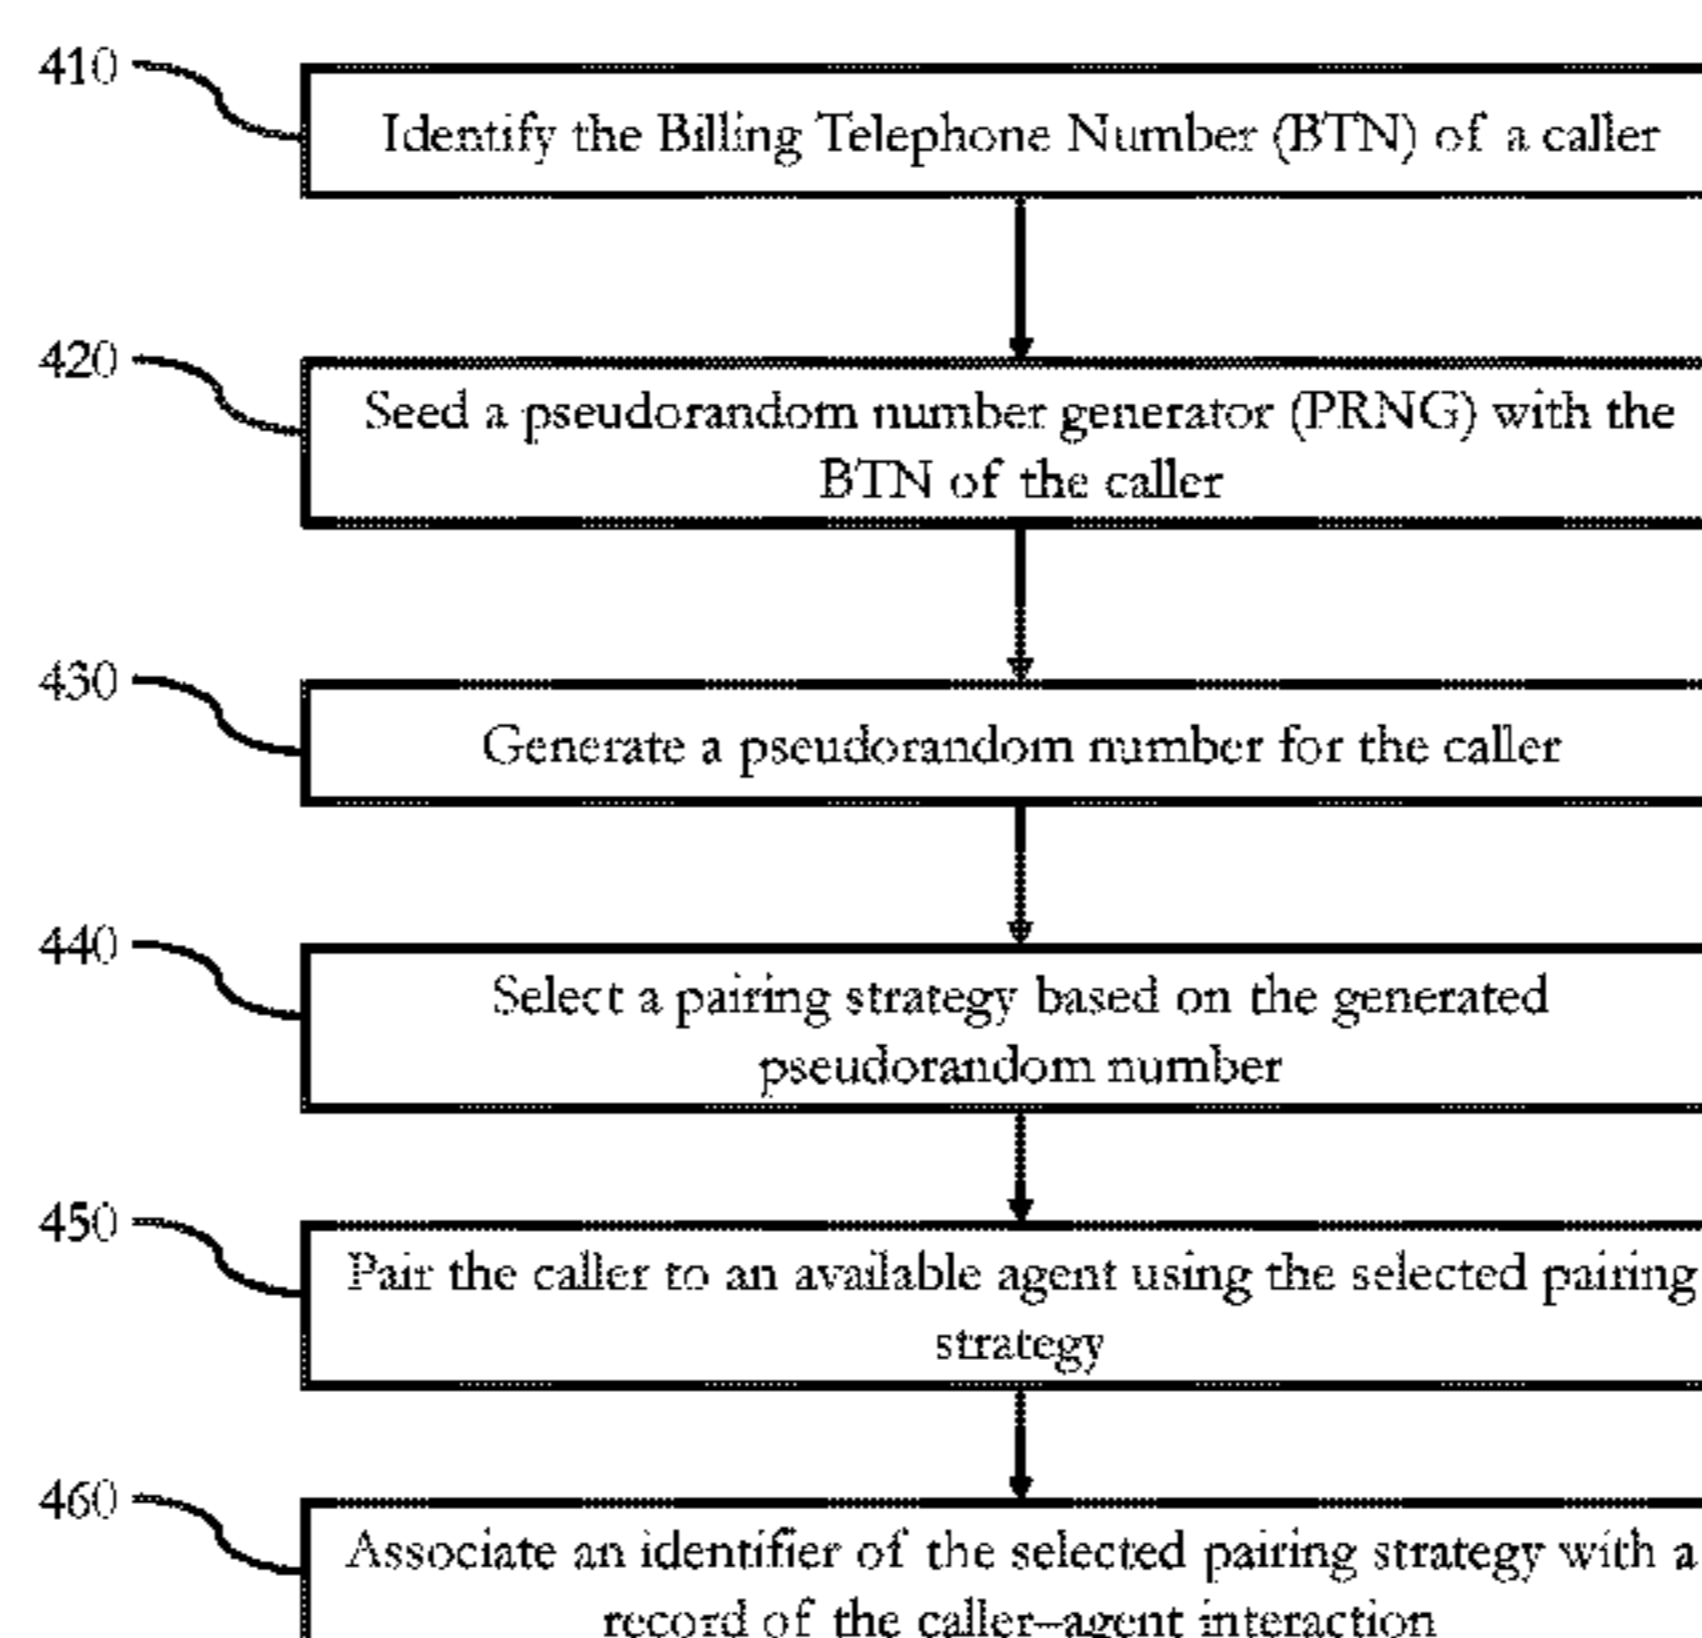 410
Identify the Billing Telephone Number (BTN) of a caller
420
Seed a pseudorandom number generator (PRNG) with the
BTN of the caller
430
Generate a pseudorandom number for the caller
440
Select a pairing strategy based on the generated
pseudorandom number
450
Pair the caller to an available agent using the selected pairing
strategy
460
Associate an identifier of the selected pairing strategy with a
record of the caller–agent interaction